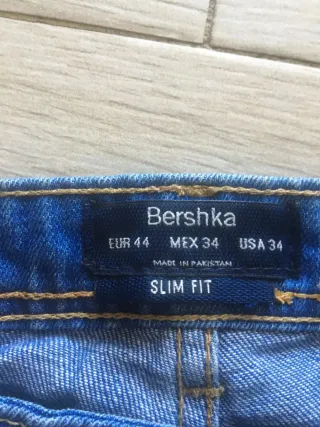 Bershka
EUR 44 MEX 34 USA 34
MADE IN PAKISTAN
SLIM FIT